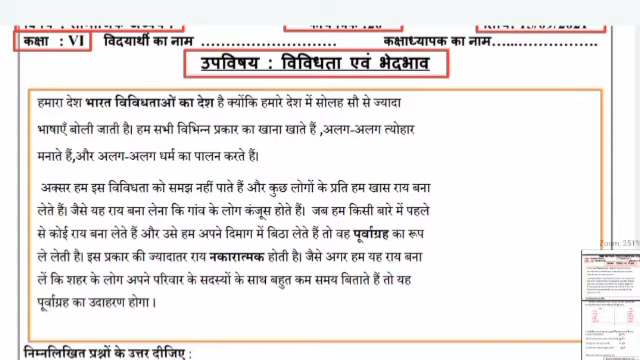 कक्षा : VI विदयार्थी का नाम ................................ कक्षाध्यापक का नाम......................
उपविषय : विविधता एवं भेदभाव
हमारा देश भारत विविधताओं का देश है क्योंकि हमारे देश में सोलह सौ से ज्यादा
भाषाएँ बोली जाती है। हम सभी विभिन्न प्रकार का खाना खाते हैं ,अलग-अलग त्योहार
मनाते हैं,और अलग-अलग धर्म का पालन करते हैं।
अक्सर हम इस विविधता को समझ नहीं पाते हैं और कुछ लोगों के प्रति हम खास राय बना
लेते हैं। जैसे यह राय बना लेना कि गांव के लोग कंजूस होते हैं। जब हम किसी बारे में पहले
से कोई राय बना लेते हैं और उसे हम अपने दिमाग में बिठा लेते हैं तो वह पूर्वाग्रह का रूप
ले लेती है। इस प्रकार की ज्यादातर राय नकारात्मक होती है। जैसे अगर हम यह राय बना
लें कि शहर के लोग अपने परिवार के सदस्यों के साथ बहुत कम समय बिताते हैं तो यह
पूर्वाग्रह का उदाहरण होगा ।
निम्नलिखित प्रश्नों के उत्तर दीजिए :
Zoom: 251%